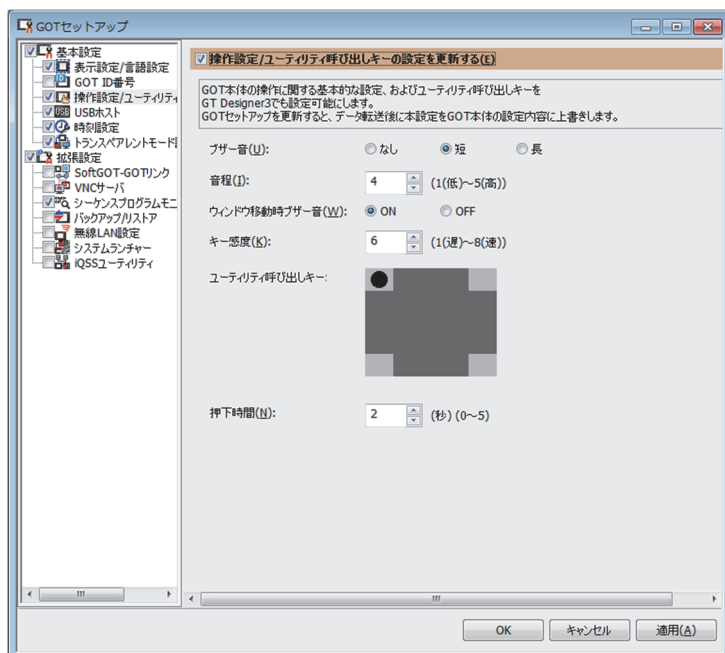 GOTセットアップ
基本設定
表示設定/言語設定
GOT ID番号
操作設定/ユーティリティ
USBホスト
時刻設定
トランスペアレントモード
拡張設定
SoftGOT-GOTリンク
VNCサーバ
シーケンスプログラムモニ
バックアップ/リストア
無線LAN設定
システムランチャー
iQSSユーティリティ
操作設定/ユーティリティ呼び出しキーの設定を更新する(E)
GOT本体の操作に関する基本的な設定、およびユーティリティ呼び出しキーを
GT Designer3でも設定可能にします。
GOTセットアップを更新すると、データ転送後に本設定をGOT本体の設定内容に上書きします。
ブザー音(U): なし 短 長
音程(I): 4 (1(低)～5(高))
ウィンドウ移動時ブザー音(W): ON OFF
キー感度(K): 6 (1(遅)～8(速))
ユーティリティ呼び出しキー:
押下時間(N): 2 (秒) (0～5)
OK キャンセル 適用(A)